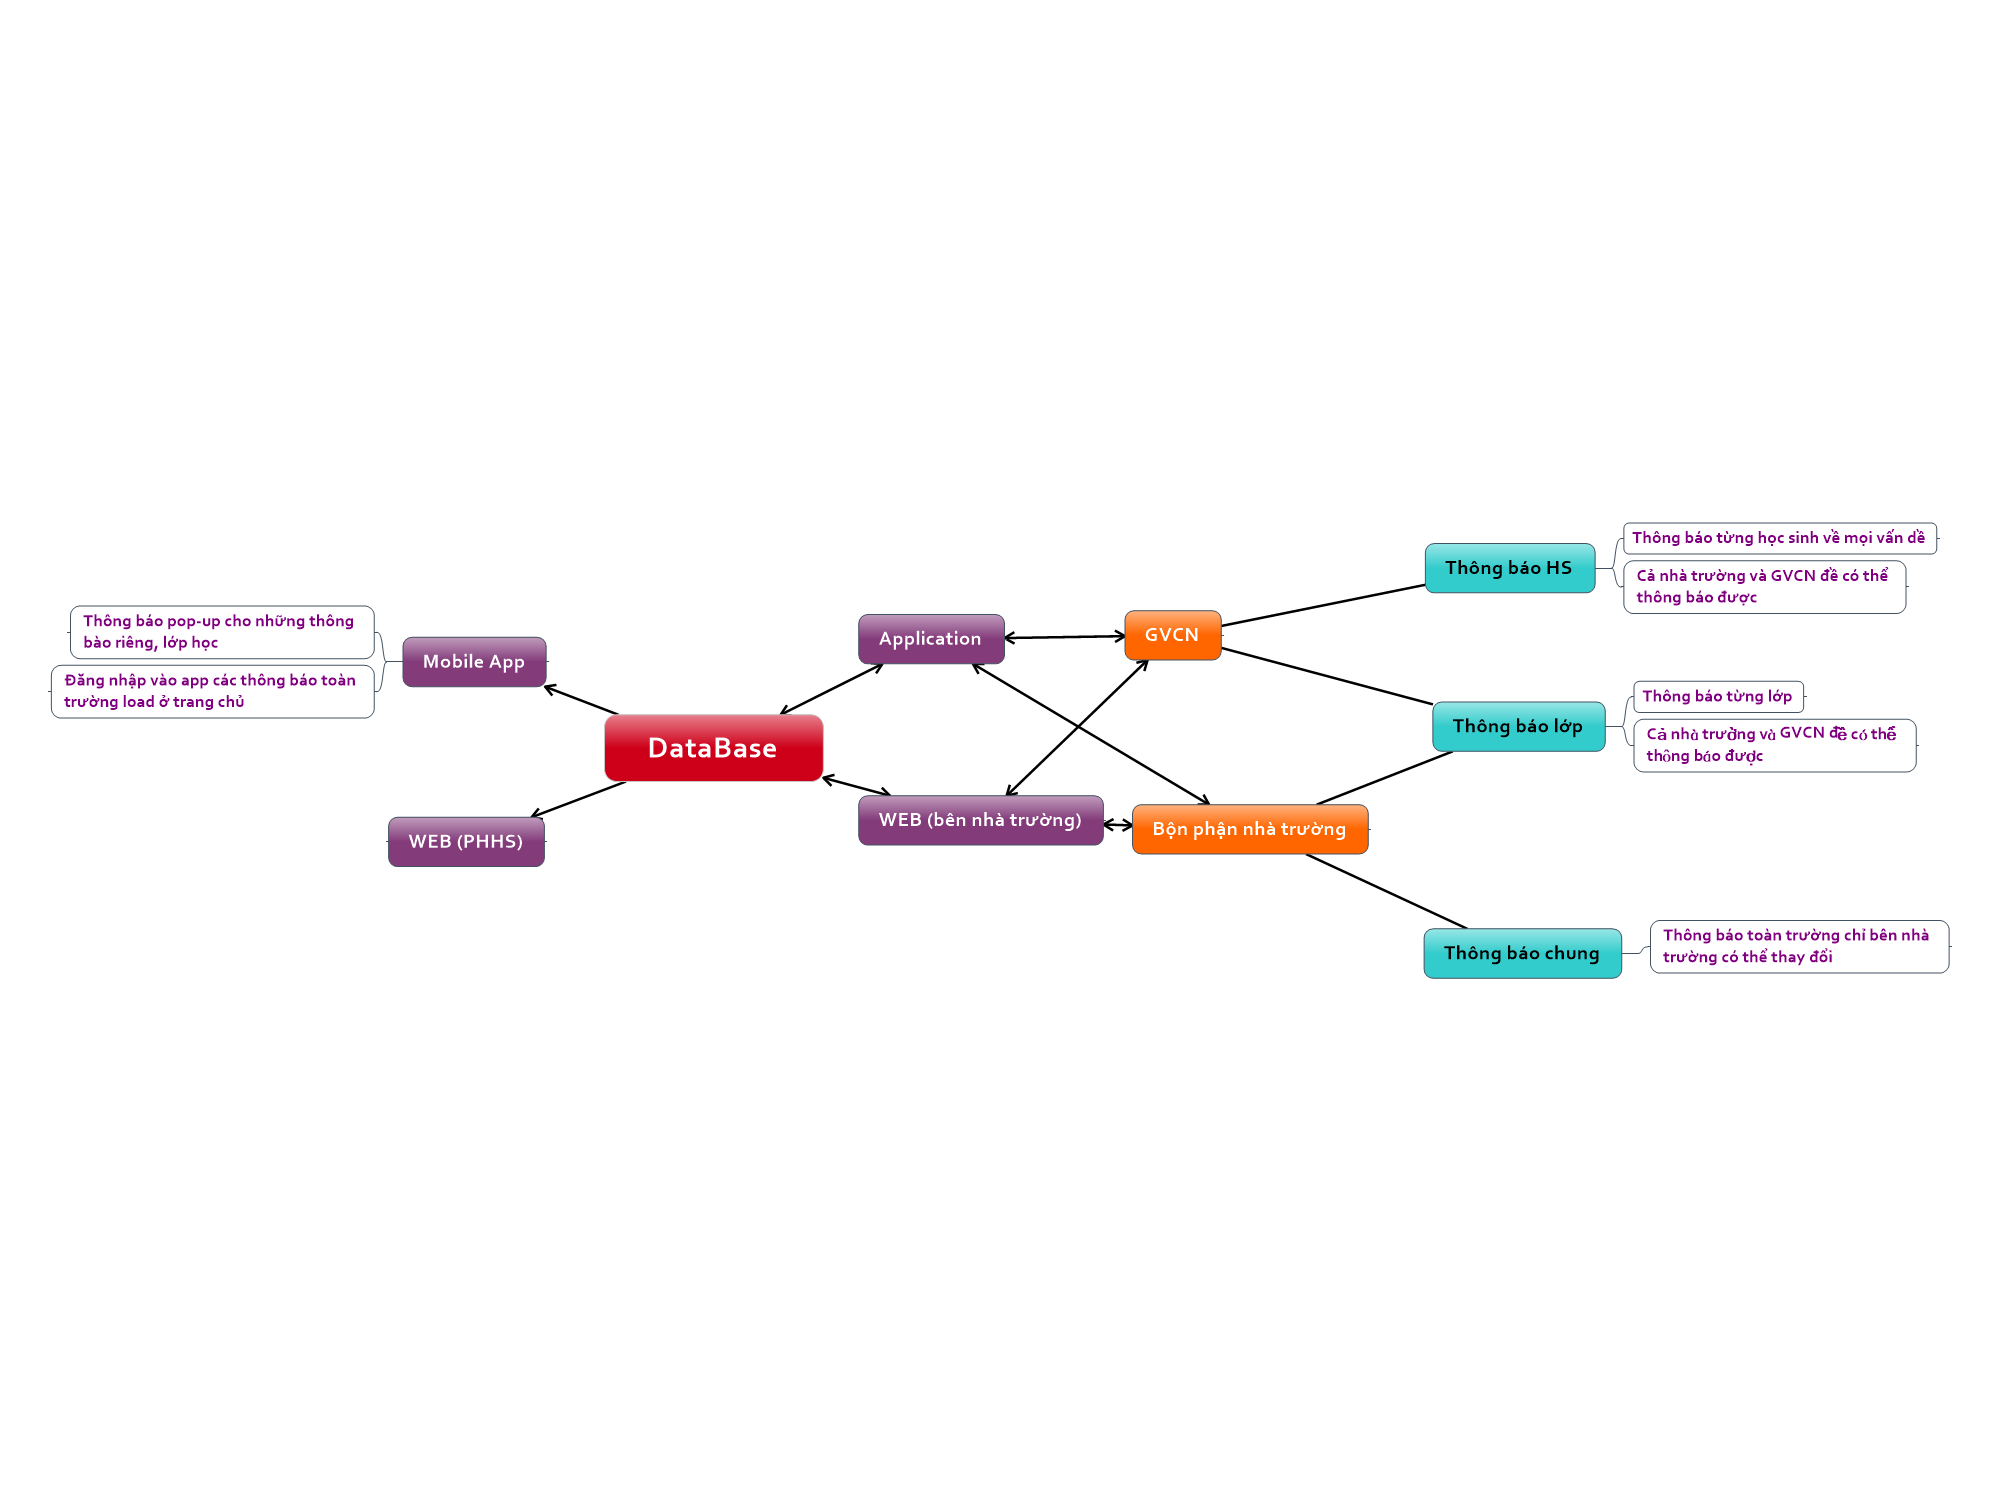 Thông báo pop-up cho những thông
bào riêng, lớp học
Đăng nhập vào app các thông báo toàn
trường load ở trang chủ
Mobile App
DataBase
WEB (PHHS)
Application
WEB (bên nhà trường)
GVCN
Bộn phận nhà trường
Thông báo HS
Thông báo từng học sinh về mọi vấn dề
Cả nhà trường và GVCN đề có thể
thông báo được
Thông báo lớp
Thông báo từng lớp
Cả nhà trường và GVCN đề có thể
thông báo được
Thông báo chung
Thông báo toàn trường chỉ bên nhà
trường có thể thay đổi